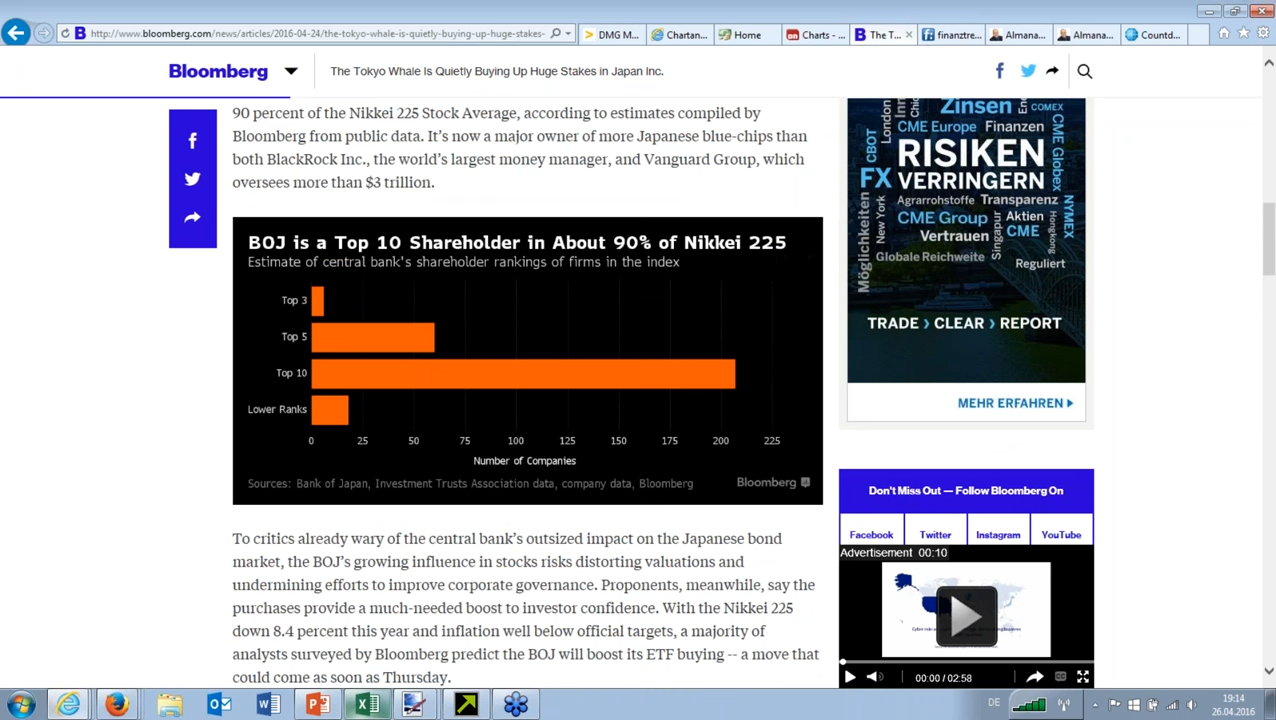 http://www.bloomberg.com/news/articles/2016-04-24/the-tokyo-whale-is-quietly-buying-up-huge-stakes-
DMG M...
Chartan...
Home
Charts - ...
The T...
finanztre...
Almana...
Almana...
Countd...
Bloomberg
The Tokyo Whale Is Quietly Buying Up Huge Stakes in Japan Inc.
90 percent of the Nikkei 225 Stock Average, according to estimates compiled by
Bloomberg from public data. It's now a major owner of more Japanese blue-chips than
both BlackRock Inc., the world's largest money manager, and Vanguard Group, which
oversees more than $3 trillion.
BOJ is a Top 10 Shareholder in About 90% of Nikkei 225
Estimate of central bank's shareholder rankings of firms in the index
Top 3
Top 5
Top 10
Lower Ranks
0 25 50 75 100 125 150 175 200 225
Number of Companies
Sources: Bank of Japan, Investment Trusts Association data, company data, Bloomberg
Bloomberg
To critics already wary of the central bank's outsized impact on the Japanese bond
market, the BOJ's growing influence in stocks risks distorting valuations and
undermining efforts to improve corporate governance. Proponents, meanwhile, say the
purchases provide a much-needed boost to investor confidence. With the Nikkei 225
down 8.4 percent this year and inflation well below official targets, a majority of
analysts surveyed by Bloomberg predict the BOJ will boost its ETF buying -- a move that
could come as soon as Thursday.
London
Zinsen
COMEX
CME Europe Finanzen
CBOT
RISIKEN
CME Globex
FX VERRINGERN
Agrarrohstoffe Transparenz
Möglichkeiten
New York
CME Group Aktien
Singapur
CME
Hongkong
NYMEX
Vertrauen
Globale Reichweite
Reguliert
TRADE › CLEAR › REPORT
MEHR ERFAHREN
Don't Miss Out — Follow Bloomberg On
Facebook
Twitter
Instagram
YouTube
Advertisement 00:10
00:00 / 02:58
DE
19:14
26.04.2016